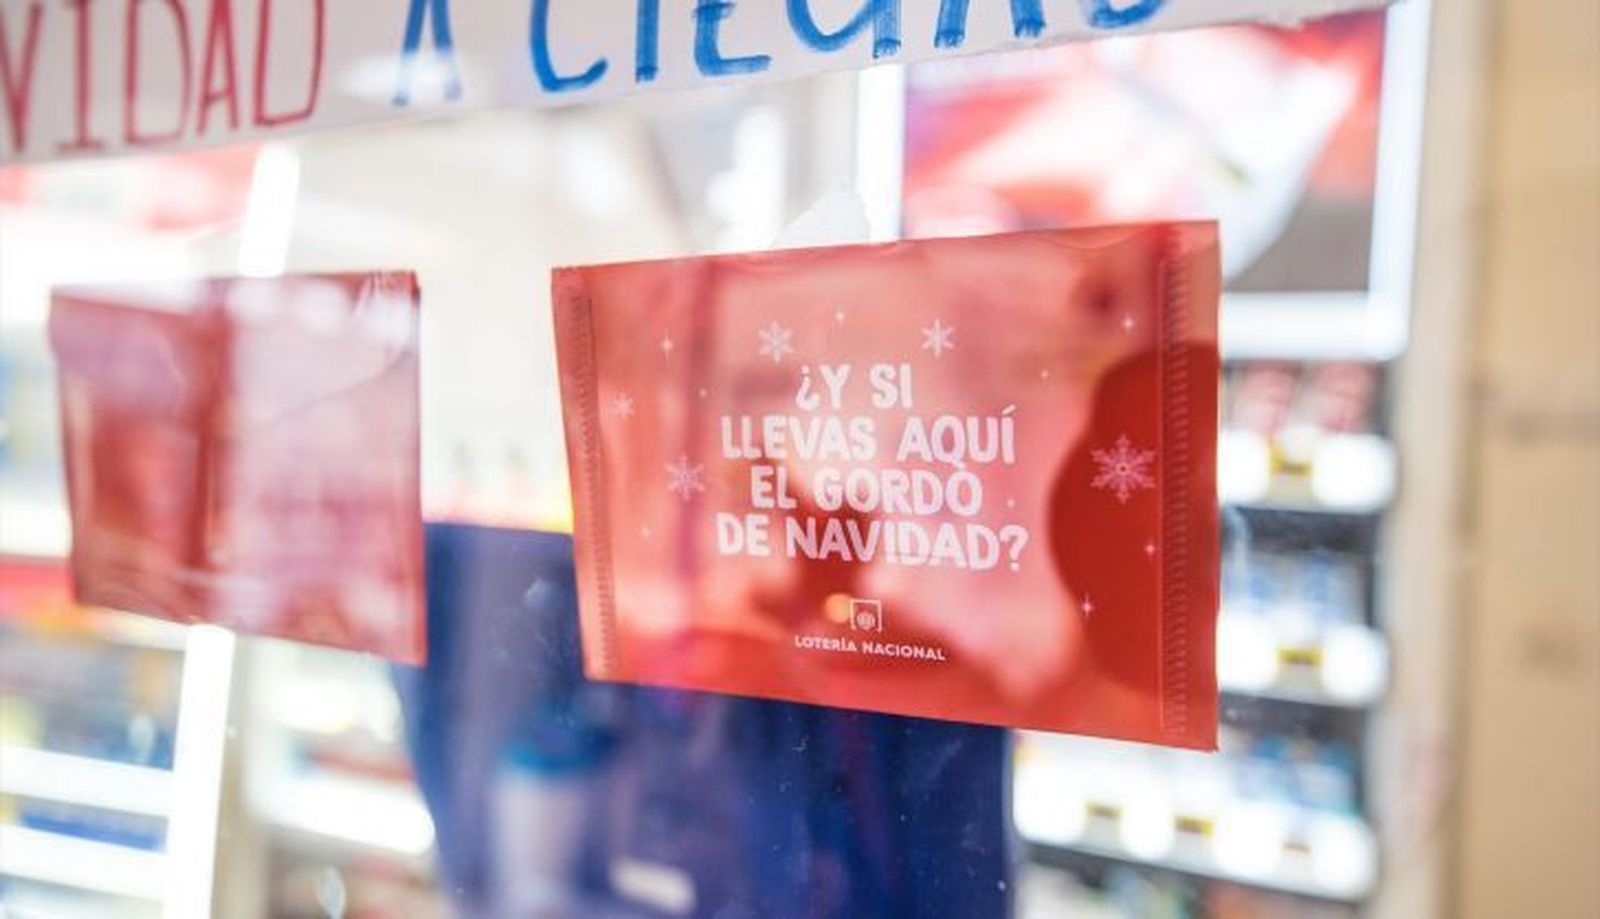 VIDAD A CIEGAS
¿Y SI
LLEVAS AQUÍ
EL GORDO
DE NAVIDAD?
LOTERÍA NACIONAL